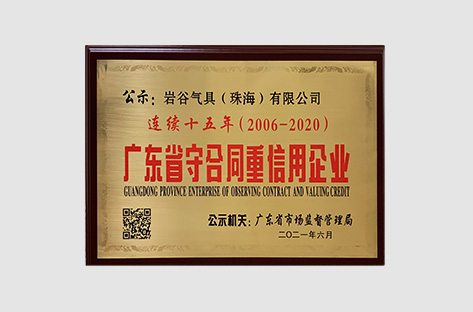 公示：岩谷气具（珠海）有限公司
连续十五年（2006-2020）
广东省守合同重信用企业
GUANGDONG PROVINCE ENTERPRISE OF OBSERVING CONTRACT AND VALUING CREDIT
公示机关：广东省市场监督管理局
二〇二一年六月